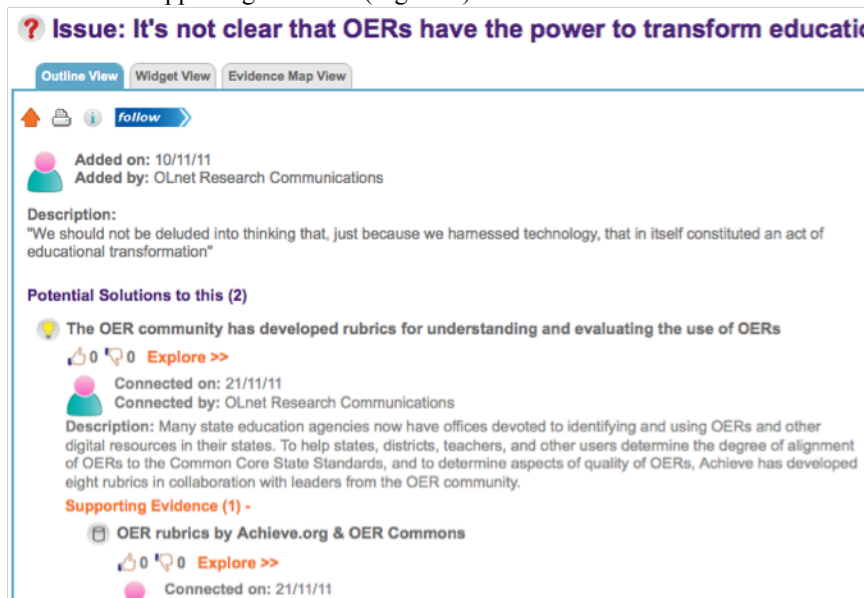 ? Issue: It's not clear that OERs have the power to transform
Outline View Widget View Evidence Map View
i follow
Added on: 10/11/11
Added by: OLnet Research Communications
Description:
"We should not be deluded into thinking that, just because we harnessed technology, that in itself constituted an act of
educational transformation"
Potential Solutions to this (2)
The OER community has developed rubrics for understanding and evaluating the use of OERs
0 0 Explore >>
Connected on: 21/11/11
Connected by: OLnet Research Communications
Description: Many state education agencies now have offices devoted to identifying and using OERs and other
digital resources in their states. To help states, districts, teachers, and other users determine the degree of alignment
of OERs to the Common Core State Standards, and to determine aspects of quality of OERs, Achieve has developed
eight rubrics in collaboration with leaders from the OER community.
Supporting Evidence (1) -
OER rubrics by Achieve.org & OER Commons
0 0 Explore >>
Connected on: 21/11/11